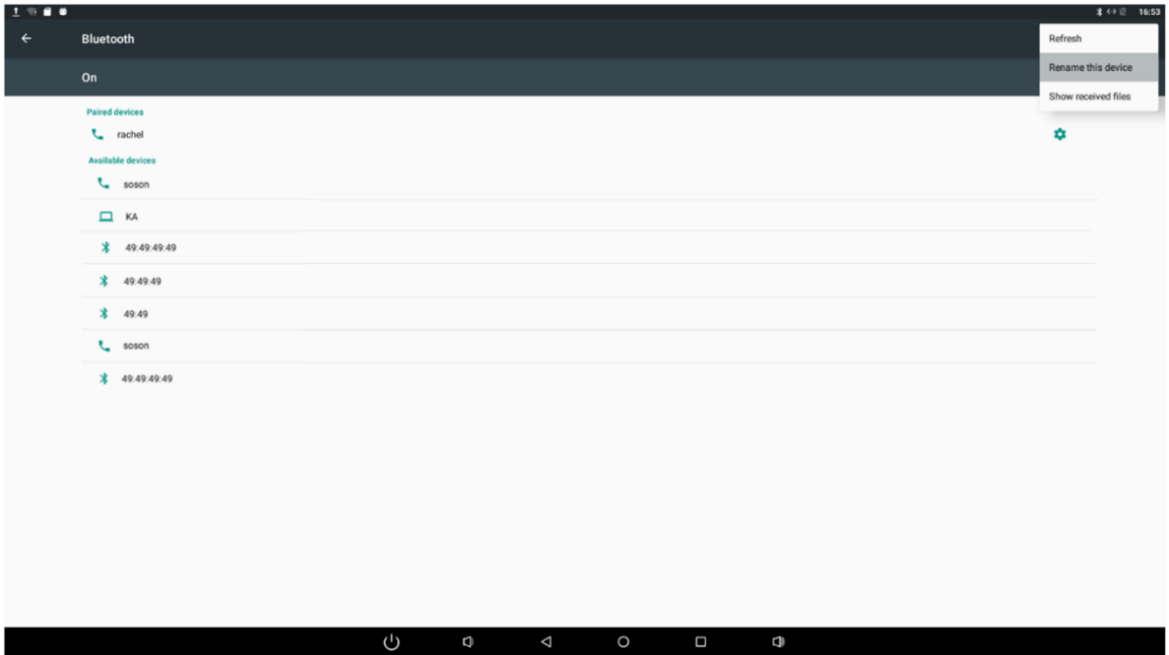 16:53
Bluetooth
Refresh
On
Rename this device
Show received files
Paired devices
rachel
Available devices
soson
KA
49:49:49:49
49:49:49
49:49
soson
49:49:49:49